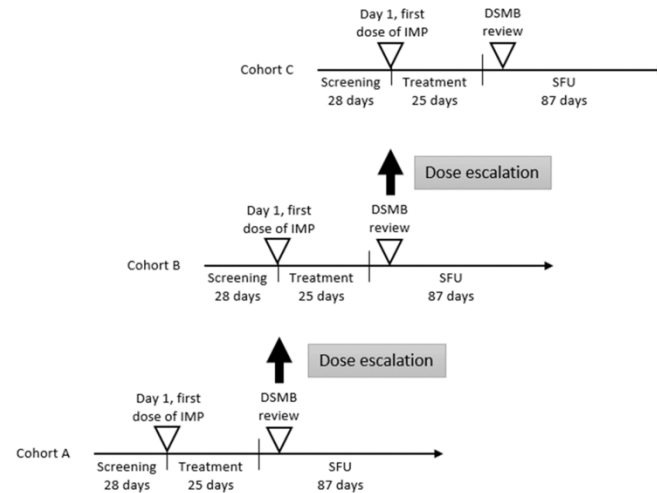 Day 1, first
dose of IMP
DSMB
review
Cohort C
Screening
28 days
Treatment
25 days
SFU
87 days
Dose escalation
Day 1, first
dose of IMP
DSMB
review
Cohort B
Screening
28 days
Treatment
25 days
SFU
87 days
Dose escalation
Day 1, first
dose of IMP
DSMB
review
Cohort A
Screening
28 days
Treatment
25 days
SFU
87 days